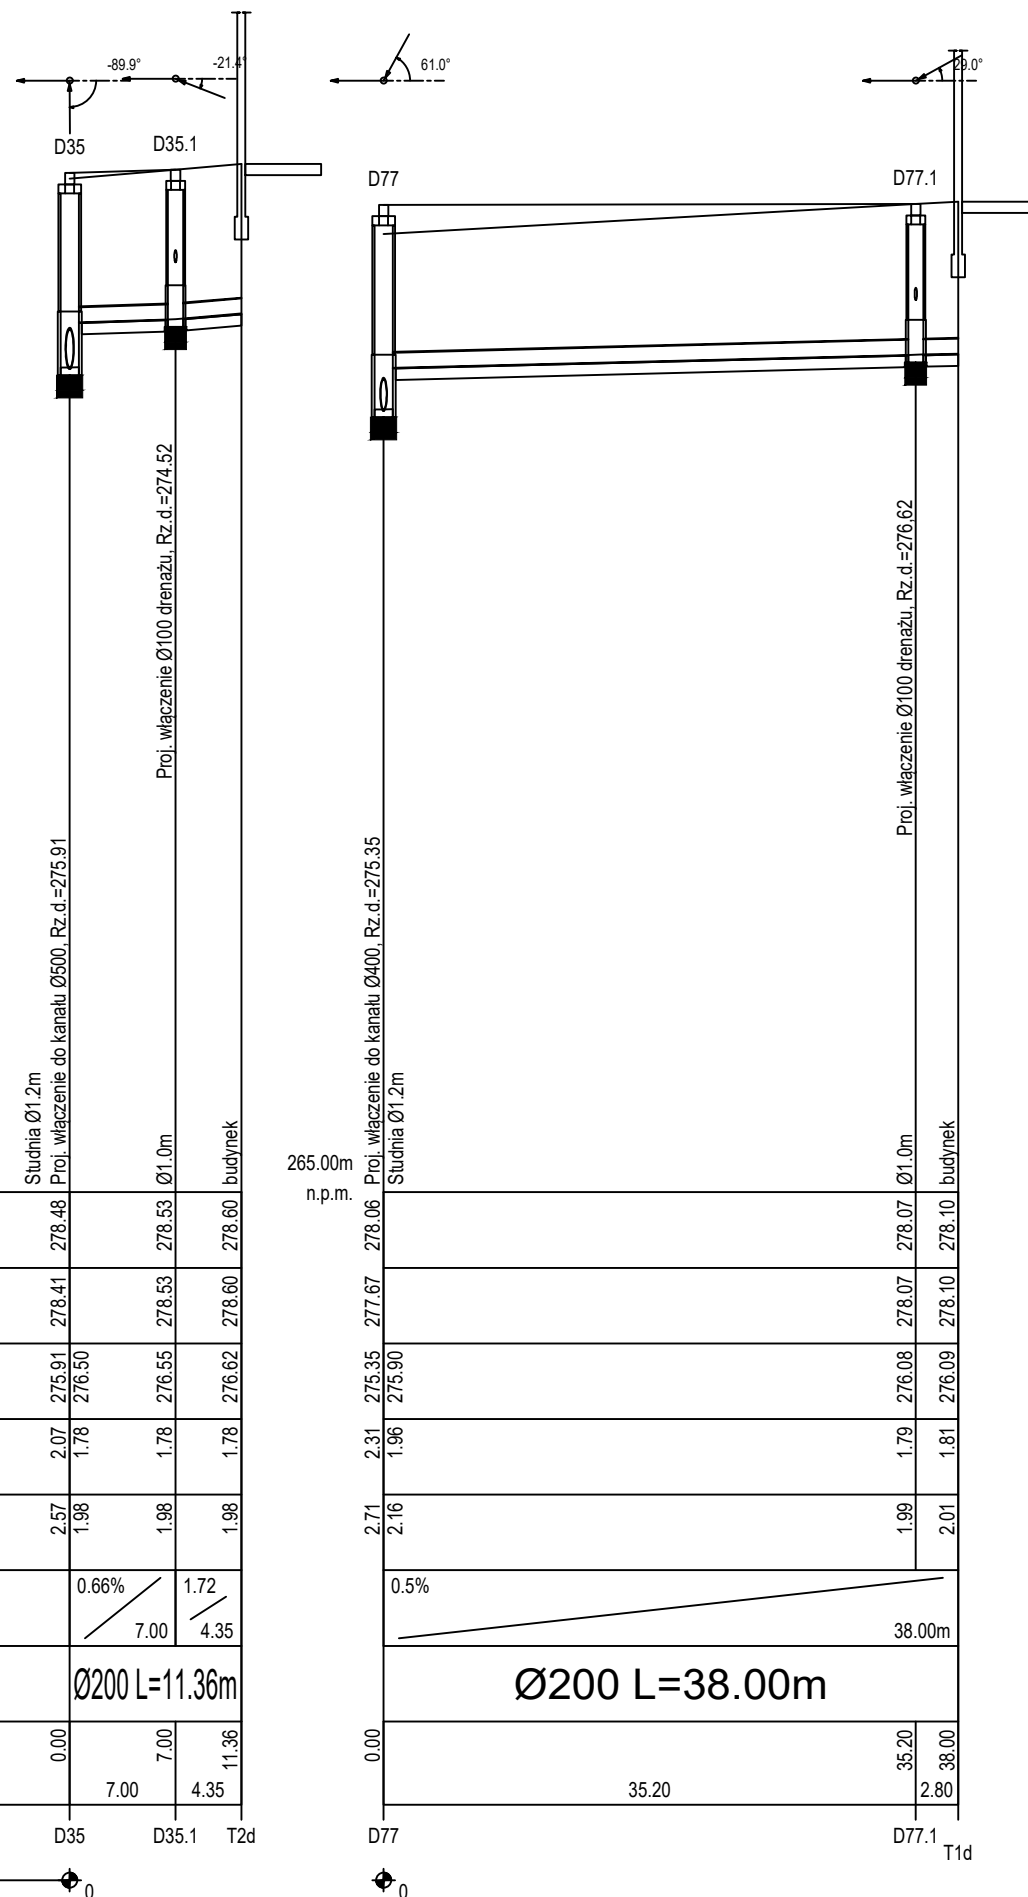 -89.9°
-21.4°
61.0°
29.0°
D35
D35.1
D77
D77.1
Studnia Ø1.2m
Proj. włączenie do kanału Ø500, Rz.d.=275.91
Proj. włączenie Ø100 drenażu, Rz.d.=274.52
Ø1.0m
budynek
265.00m
n.p.m.
Proj. włączenie do kanału Ø400, Rz.d.=275.35
Studnia Ø1.2m
Proj. włączenie Ø100 drenażu, Rz.d.=276,62
Ø1.0m
budynek
278.48 278.53 278.60 278.06 278.07 278.10
278.41 278.53 278.60 277.67 278.07 278.10
275.91 276.50 276.55 276.62 275.35 275.90 276.08 276.09
2.07 1.78 1.78 1.78 2.31 1.96 1.79 1.81
2.57 1.98 1.98 1.98 2.71 2.16 1.99 2.01
0.66% 1.72 0.5%
7.00 4.35 38.00m
Ø200 L=11.36m Ø200 L=38.00m
0.00 7.00 11.36 0.00 35.20 38.00
7.00 4.35 35.20 2.80
D35 D35.1 T2d D77 D77.1 T1d
0 0